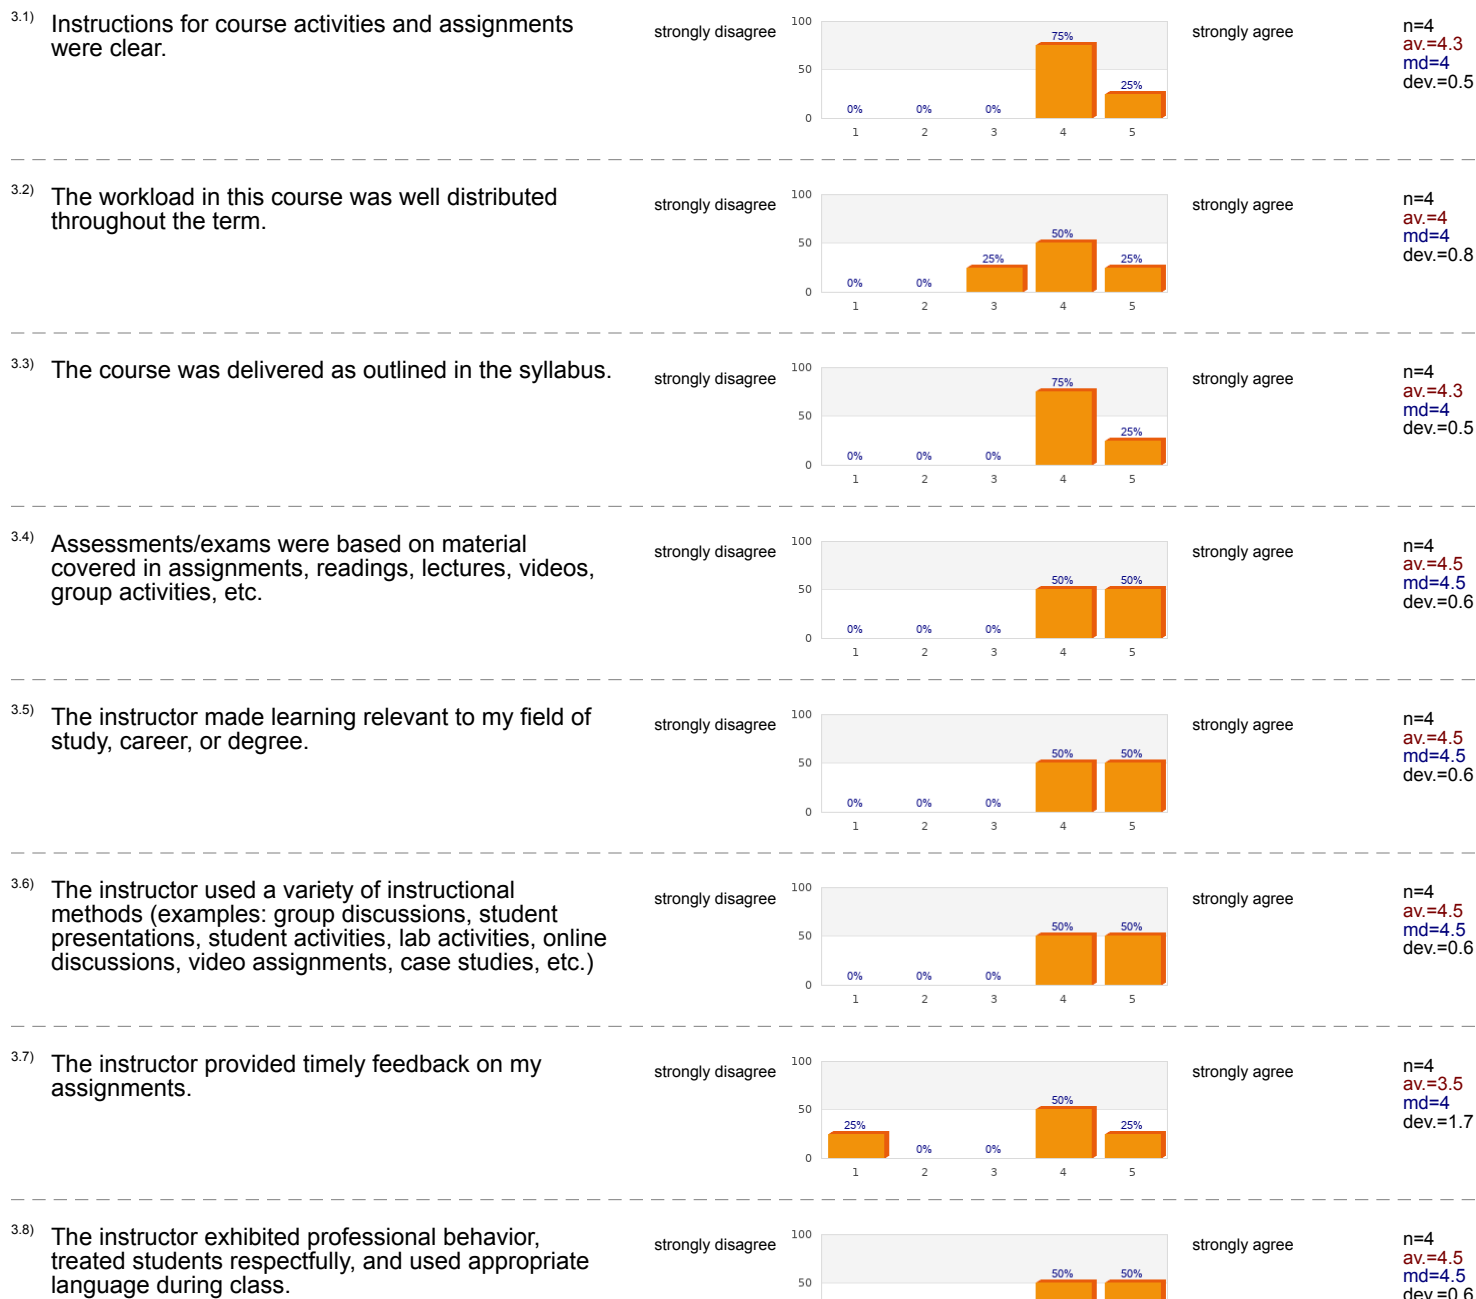 3.1) Instructions for course activities and assignments
were clear.
strongly disagree
100
50
0
0%
0%
0%
75%
25%
1 2 3 4 5
strongly agree
n=4
av.=4.3
md=4
dev.=0.5
3.2) The workload in this course was well distributed
throughout the term.
strongly disagree
100
50
0
0%
0%
25%
50%
25%
1 2 3 4 5
strongly agree
n=4
av.=4
md=4
dev.=0.8
3.3) The course was delivered as outlined in the syllabus.
strongly disagree
100
50
0
0%
0%
0%
75%
25%
1 2 3 4 5
strongly agree
n=4
av.=4.3
md=4
dev.=0.5
3.4) Assessments/exams were based on material
covered in assignments, readings, lectures, videos,
group activities, etc.
strongly disagree
100
50
0
0%
0%
0%
50%
50%
1 2 3 4 5
strongly agree
n=4
av.=4.5
md=4.5
dev.=0.6
3.5) The instructor made learning relevant to my field of
study, career, or degree.
strongly disagree
100
50
0
0%
0%
0%
50%
50%
1 2 3 4 5
strongly agree
n=4
av.=4.5
md=4.5
dev.=0.6
3.6) The instructor used a variety of instructional
methods (examples: group discussions, student
presentations, student activities, lab activities, online
discussions, video assignments, case studies, etc.)
strongly disagree
100
50
0
0%
0%
0%
50%
50%
1 2 3 4 5
strongly agree
n=4
av.=4.5
md=4.5
dev.=0.6
3.7) The instructor provided timely feedback on my
assignments.
strongly disagree
100
50
0
25%
0%
0%
50%
25%
1 2 3 4 5
strongly agree
n=4
av.=3.5
md=4
dev.=1.7
3.8) The instructor exhibited professional behavior,
treated students respectfully, and used appropriate
language during class.
strongly disagree
100
50
50%
50%
strongly agree
n=4
av.=4.5
md=4.5
dev.=0.6